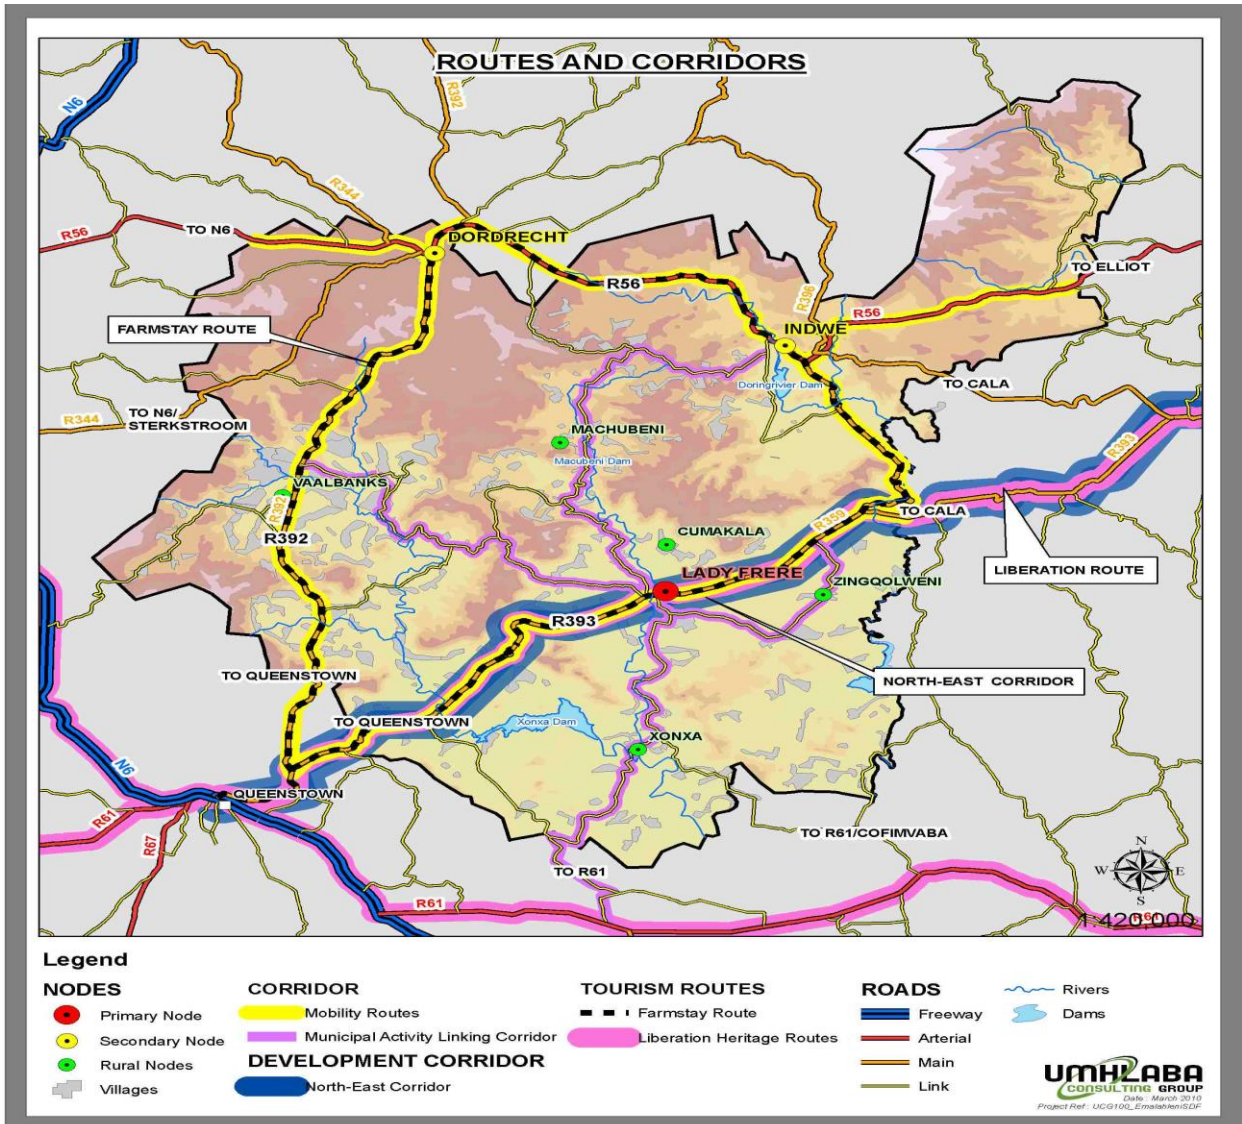 ROUTES AND CORRIDORS
N6
R392
R344
R56
TO N6
DORDRECHT
TO ELLIOT
R56
R396
R56
INDWE
FARMSTAY ROUTE
Doringrivier Dam
TO CALA
TO N6/
STERKSTROOM
R344
MACHUBENI
R393
Macubeni Dam
VAALBANKS
R392
TO CALA
R359
R392
CUMAKALA
LIBERATION ROUTE
LADY FRERE
ZINGQOLWENI
R393
TO QUEENSTOWN
NORTH-EAST CORRIDOR
TO QUEENSTOWN
Xonxa Dam
XONXA
N6
QUEENSTOWN
R61
R67
TO R61/COFIMVABA
N
W E
S
TO R61
R61
R61
1:420,000
Legend
NODES
Primary Node
Secondary Node
Rural Nodes
Villages
CORRIDOR
Mobility Routes
Municipal Activity Linking Corridor
DEVELOPMENT CORRIDOR
North-East Corridor
TOURISM ROUTES
Farmstay Route
Liberation Heritage Routes
ROADS
Freeway
Arterial
Main
Link
Rivers
Dams
UMHLABA
CONSULTING GROUP
Date : March 2010
Project Ref : UCG100_EmalahleniSDF